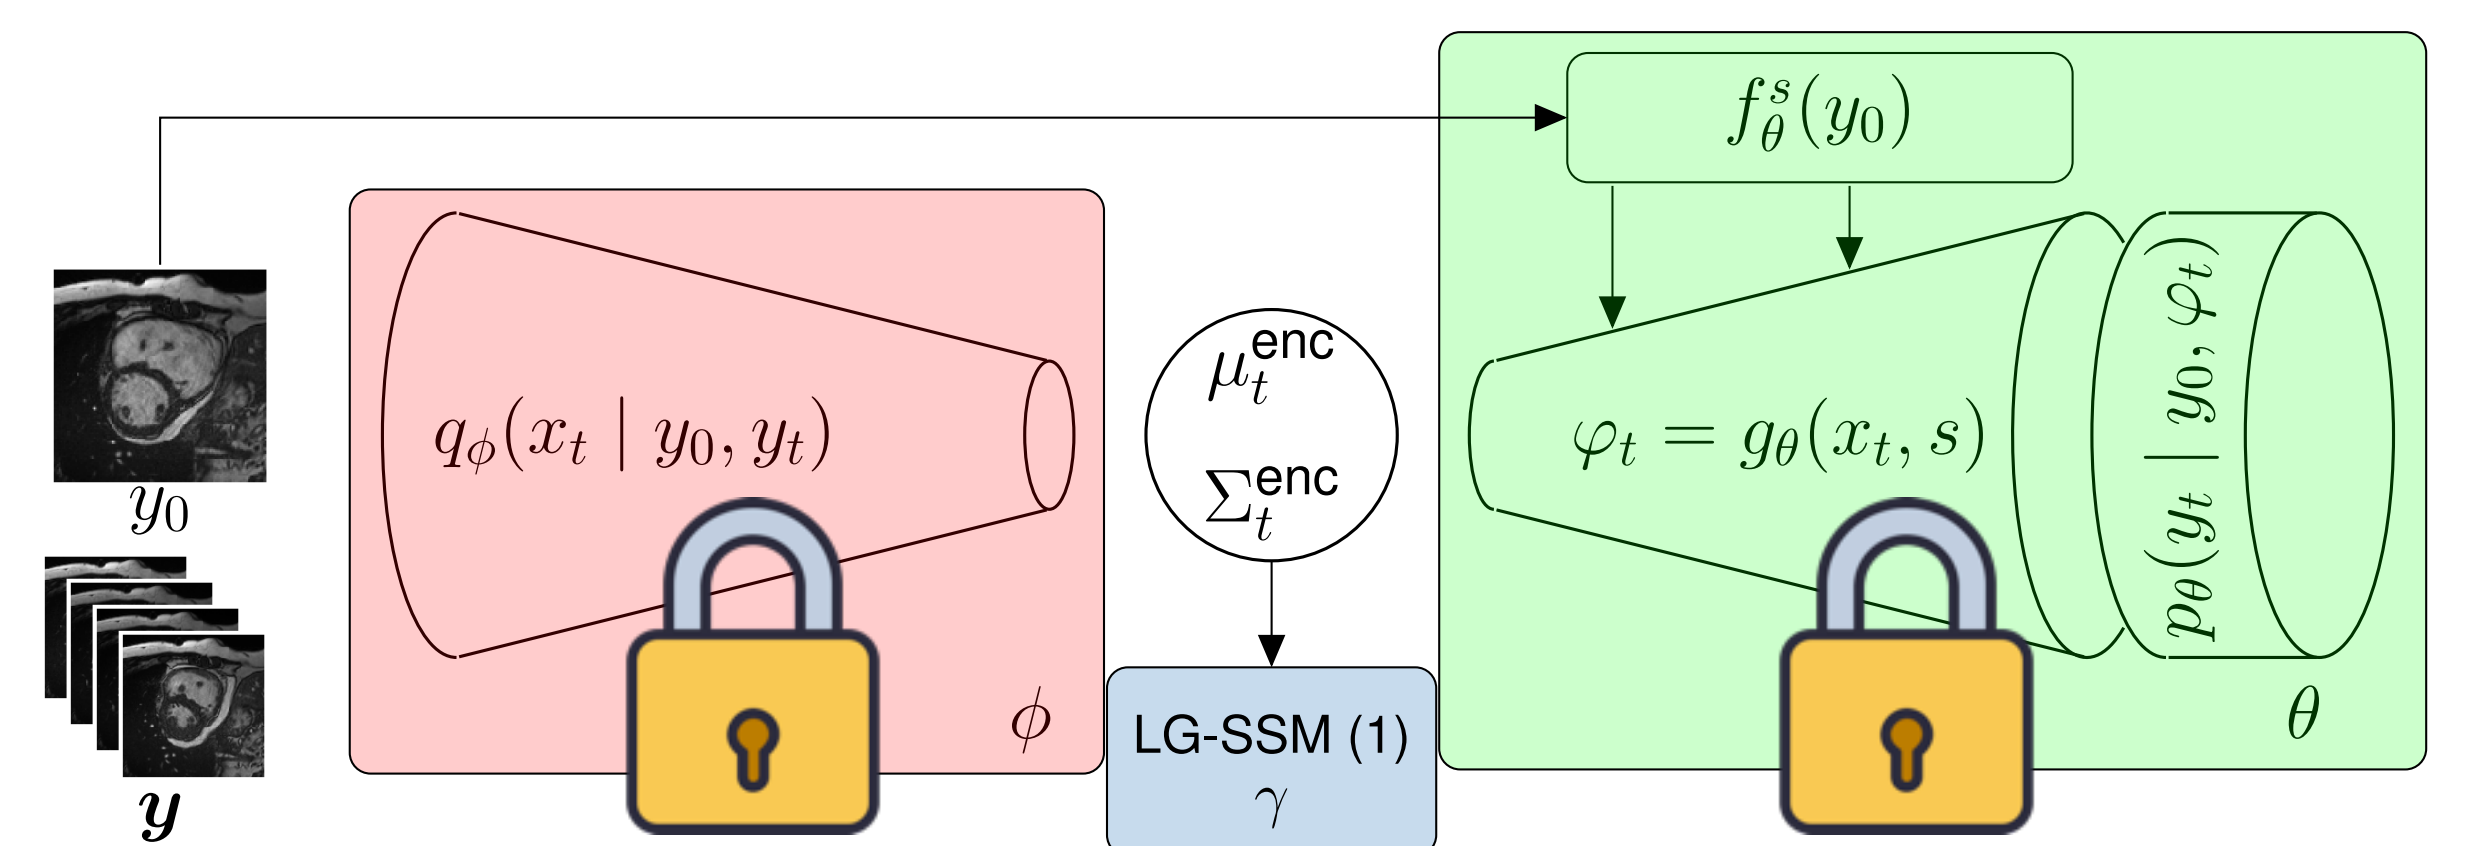 f_θ^s(y_0)
y_0
q_ϕ(x_t | y_0, y_t)
μ_t^enc
Σ_t^enc
φ_t = g_θ(x_t, s)
p_θ(y_t | y_0, φ_t)
y
ϕ
LG-SSM (1)
γ
θ